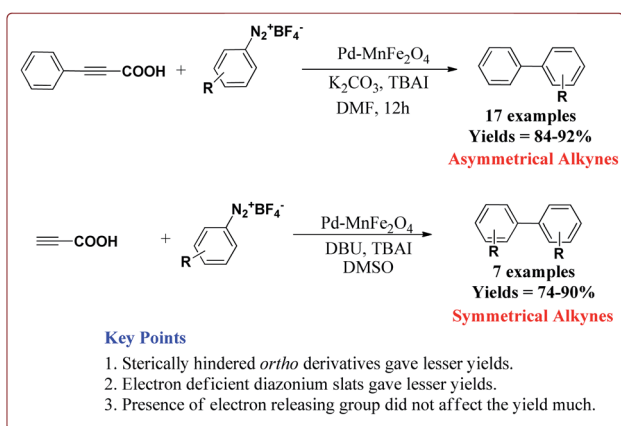 N₂⁺BF₄⁻
COOH
+
R
Pd-MnFe₂O₄
K₂CO₃, TBAI
DMF, 12h
R
17 examples
Yields = 84-92%
Asymmetrical Alkynes
N₂⁺BF₄⁻
COOH
+
R
Pd-MnFe₂O₄
DBU, TBAI
DMSO
R
R
7 examples
Yields = 74-90%
Symmetrical Alkynes
Key Points
1. Sterically hindered ortho derivatives gave lesser yields.
2. Electron deficient diazonium slats gave lesser yields.
3. Presence of electron releasing group did not affect the yield much.